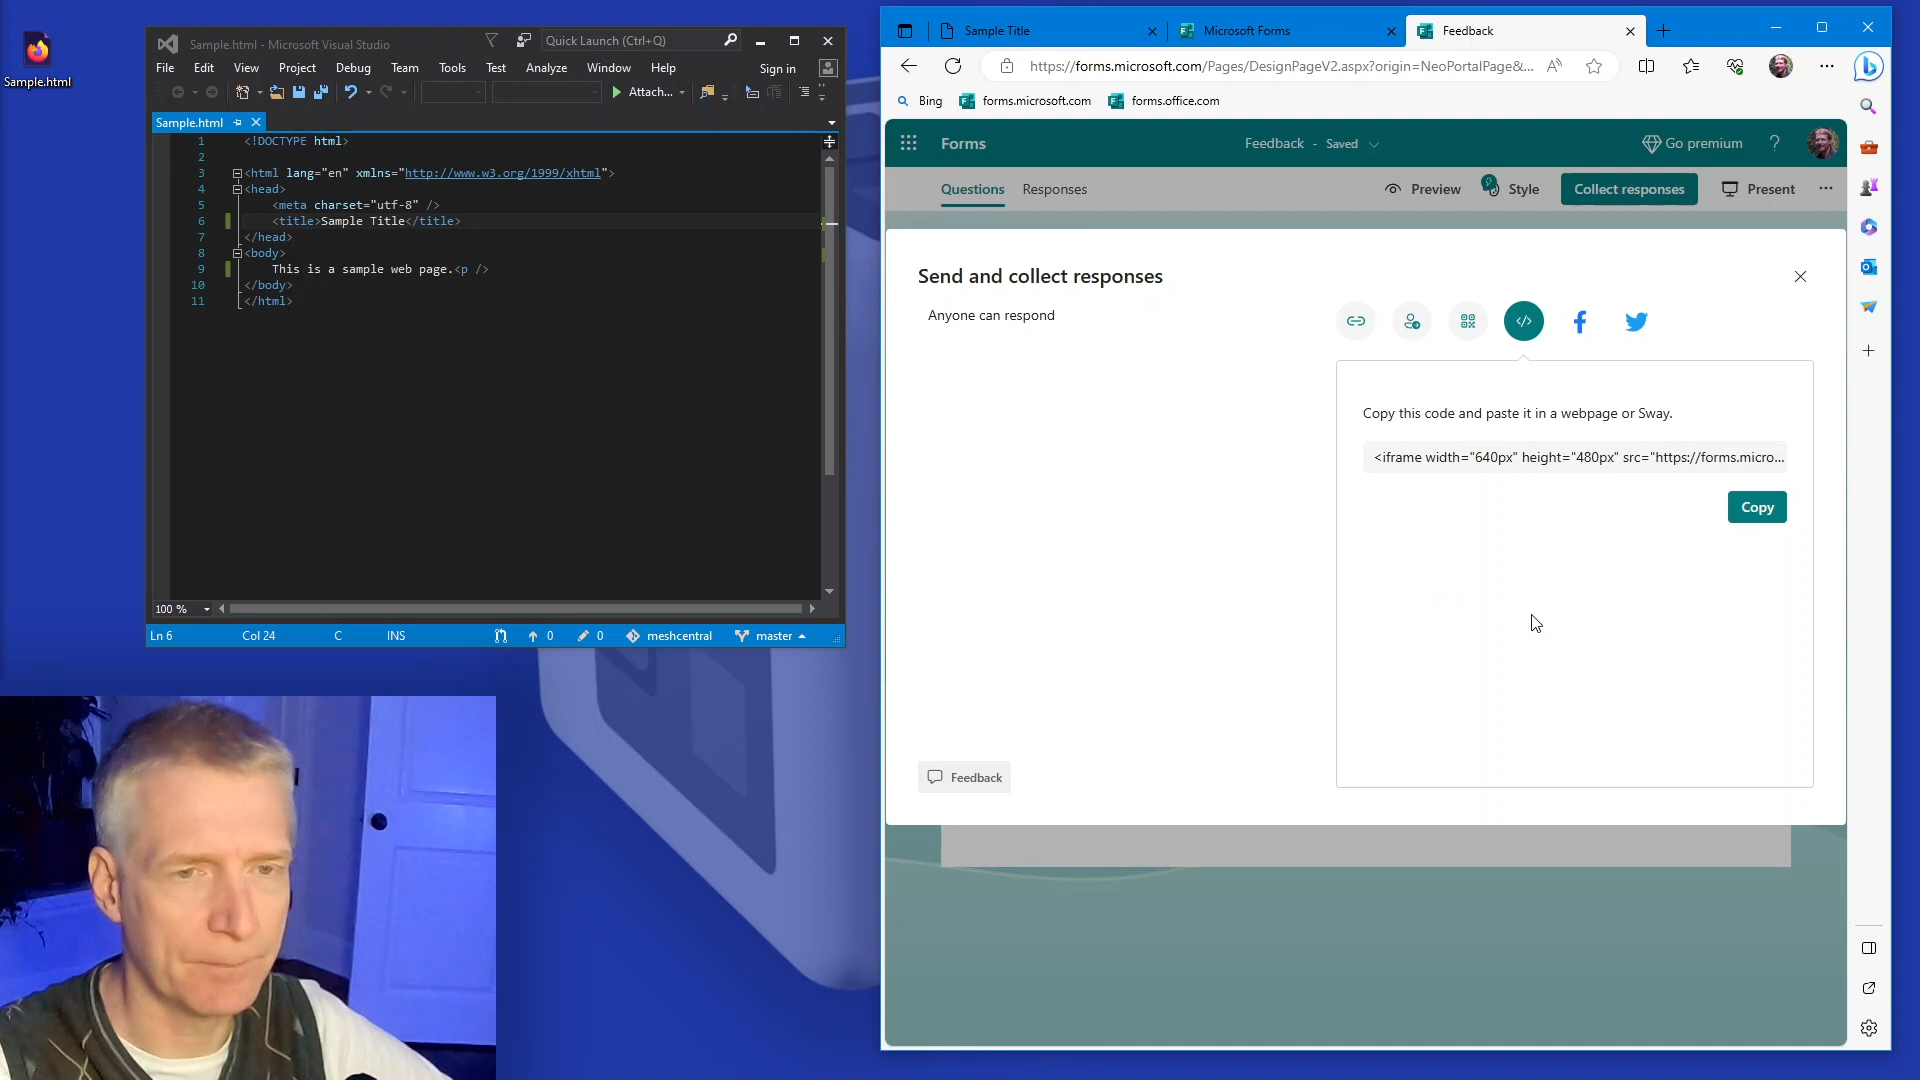 Sample.html
Sample.html - Microsoft Visual Studio
Quick Launch (Ctrl+Q)
File Edit View Project Debug Team Tools Test Analyze Window Help Sign in
Attach...
Sample.html
1 <!DOCTYPE html>
2
3 <html lang="en" xmlns="http://www.w3.org/1999/xhtml">
4 <head>
5 <meta charset="utf-8" />
6 <title>Sample Title</title>
7 </head>
8 <body>
9 This is a sample web page.<p />
10 </body>
11 </html>
100 %
Ln 6 Col 24 C INS 0 0 meshcentral master
Sample Title
Microsoft Forms
Feedback
https://forms.microsoft.com/Pages/DesignPageV2.aspx?origin=NeoPortalPage&...
Bing forms.microsoft.com forms.office.com
Forms
Feedback - Saved
Go premium ?
Questions Responses
Preview Style Collect responses Present
Send and collect responses
Anyone can respond
Copy this code and paste it in a webpage or Sway.
<iframe width="640px" height="480px" src="https://forms.micro...
Copy
Feedback